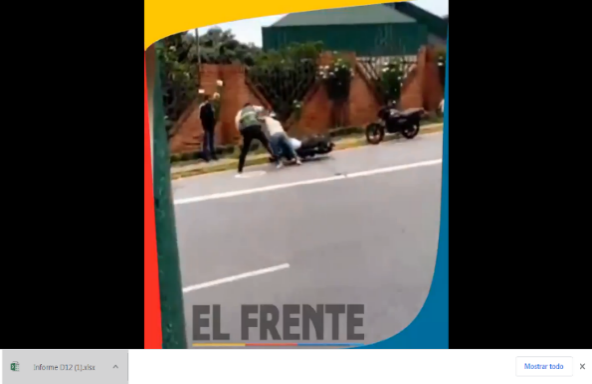 EL FRENTE
Informe 012 (1).xlsx
Mostrar todo